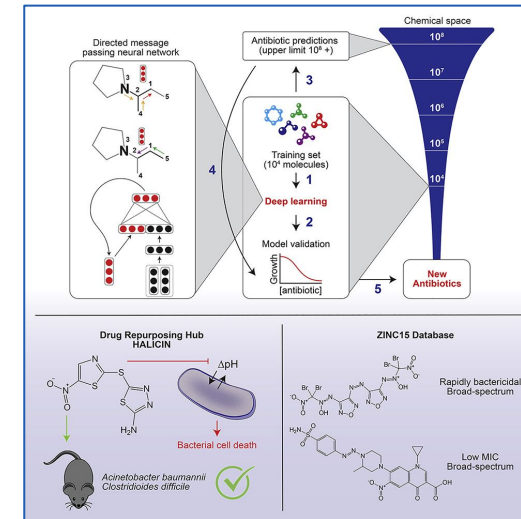 Directed message
passing neural network
3
1
N
2
5
4
3
1
N
2
5
4
Antibiotic predictions
(upper limit 10⁸ +)
3
4
Training set
(10⁴ molecules)
1
Deep learning
2
Model validation
Growth
[antibiotic]
5
Chemical space
10⁸
10⁷
10⁶
10⁵
10⁴
New
Antibiotics
Drug Repurposing Hub
HALICIN
N
S
S
O⁻
N⁺
O
N
N
S
H₂N
ΔpH
Bacterial cell death
Acinetobacter baumannii
Clostridioides difficile
ZINC15 Database
Rapidly bactericidal
Broad-spectrum
Low MIC
Broad-spectrum